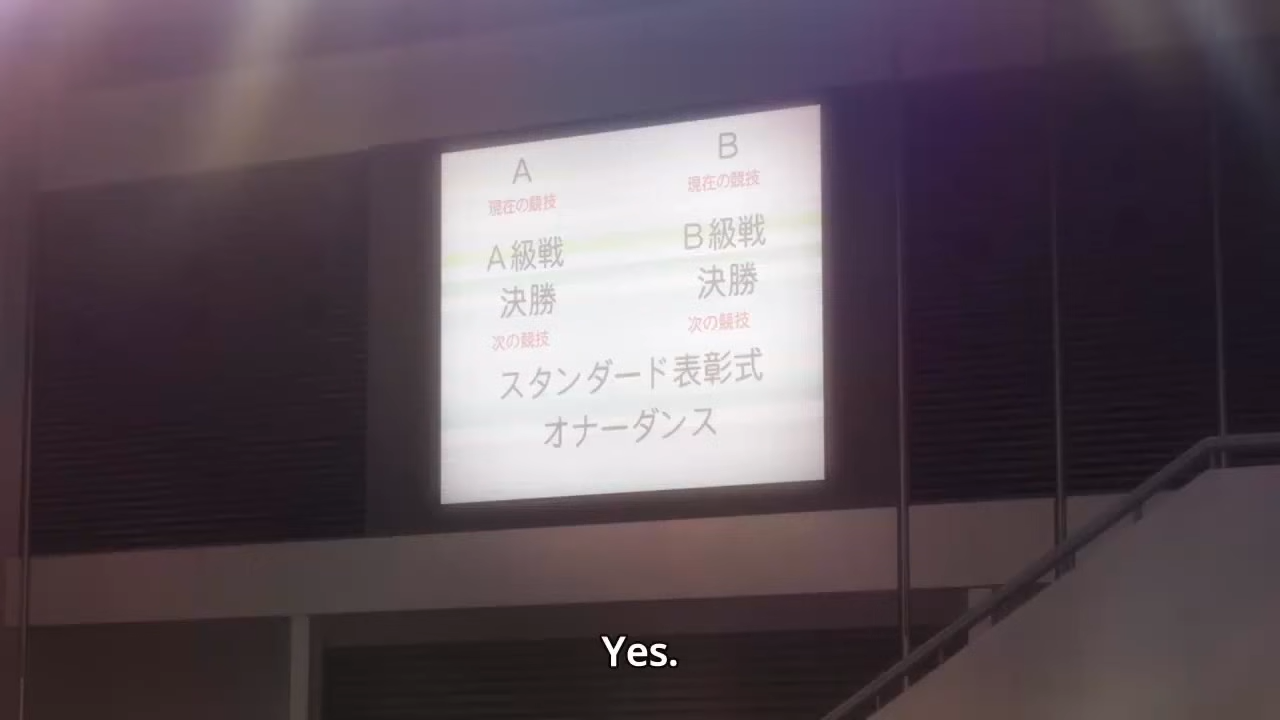 A
B
現在の競技
現在の競技
A級戦
B級戦
決勝
決勝
次の競技
次の競技
スタンダード表彰式
オナーダンス
Yes.